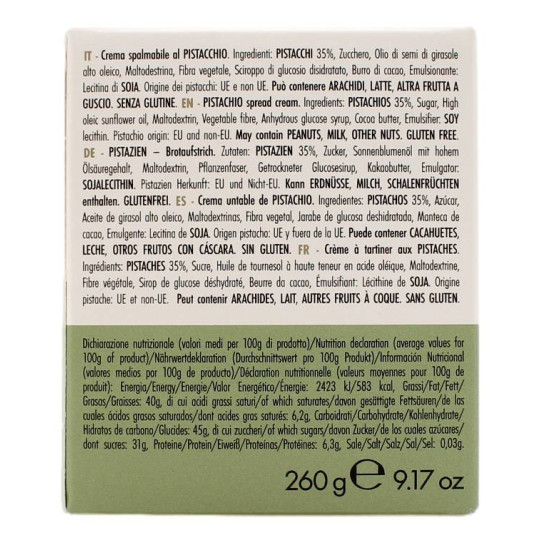 IT - Crema spalmabile al PISTACCHIO. Ingredienti: PISTACCHI 35%, Zucchero, Olio di semi di girasole
alto oleico, Maltodestrina, Fibra vegetale, Sciroppo di glucosio disidratato, Burro di cacao, Emulsionante:
Lecitina di SOIA. Origine dei pistacchi: UE e non UE. Può contenere ARACHIDI, LATTE, ALTRA FRUTTA A
GUSCIO. SENZA GLUTINE. EN - PISTACHIO spread cream. Ingredients: PISTACHIOS 35%, Sugar, High
oleic sunflower oil, Maltodextrin, Vegetable fibre, Anhydrous glucose syrup, Cocoa butter, Emulsifier: SOY
lecithin. Pistachio origin: EU and non-EU. May contain PEANUTS, MILK, OTHER NUTS. GLUTEN FREE.
DE - PISTAZIEN – Brotaufstrich. Zutaten: PISTAZIEN 35%, Zucker, Sonnenblumenöl mit hohem
Ölsäuregehalt, Maltodextrin, Pflanzenfaser, Getrockneter Glucosesirup, Kakaobutter, Emulgator:
SOJALECITHIN. Pistazien Herkunft: EU und Nicht-EU. Kann ERDNÜSSE, MILCH, SCHALENFRÜCHTEN
enthalten. GLUTENFREI. ES - Crema untable de PISTACHO. Ingredientes: PISTACHOS 35%, Azúcar,
Aceite de girasol alto oleico, Maltodextrinas, Fibra vegetal, Jarabe de glucosa deshidratada, Manteca de
cacao, Emulgente: Lecitina de SOJA. Origen pistacho: UE y fuera de la UE. Puede contener CACAHUETES,
LECHE, OTROS FRUTOS CON CÁSCARA. SIN GLUTEN. FR - Crème à tartiner aux PISTACHES.
Ingrédients: PISTACHES 35%, Sucre, Huile de tournesol à haute teneur en acide oléique, Maltodextrine,
Fibre végétale, Sirop de glucose déshydraté, Beurre de cacao, Émulsifiant: Lécithine de SOJA. Origine
pistache: UE et non-UE. Peut contenir ARACHIDES, LAIT, AUTRES FRUITS À COQUE. SANS GLUTEN.
Dichiarazione nutrizionale (valori medi per 100g di prodotto)/Nutrition declaration (average values for
100g of product)/Nährwertdeklaration (Durchschnittswert pro 100g Produkt)/Información Nutricional
(valores medios por 100g de producto)/Déclaration nutritionnelle (valeurs moyennes pour 100g de
produit): Energia/Energy/Energie/Valor Energético/Énergie: 2423 kJ/583 kcal, Grassi/Fat/Fett/
Grasas/Graisses: 40g, di cui acidi grassi saturi/of which saturates/davon gesättigte Fettsäuren/de las
cuales ácidos grasos saturados/dont acides gras saturés: 6,2g, Carboidrati/Carbohydrate/Kohlenhydrate/
Hidratos de carbono/Glucides: 45g, di cui zuccheri/of which sugars/davon Zucker/de los cuales azúcares/
dont sucres: 31g, Proteine/Protein/Eiweiß/Proteínas/Protéines: 6,3g, Sale/Salt/Salz/Sal/Sel: 0,03g.
260 g e 9.17 oz